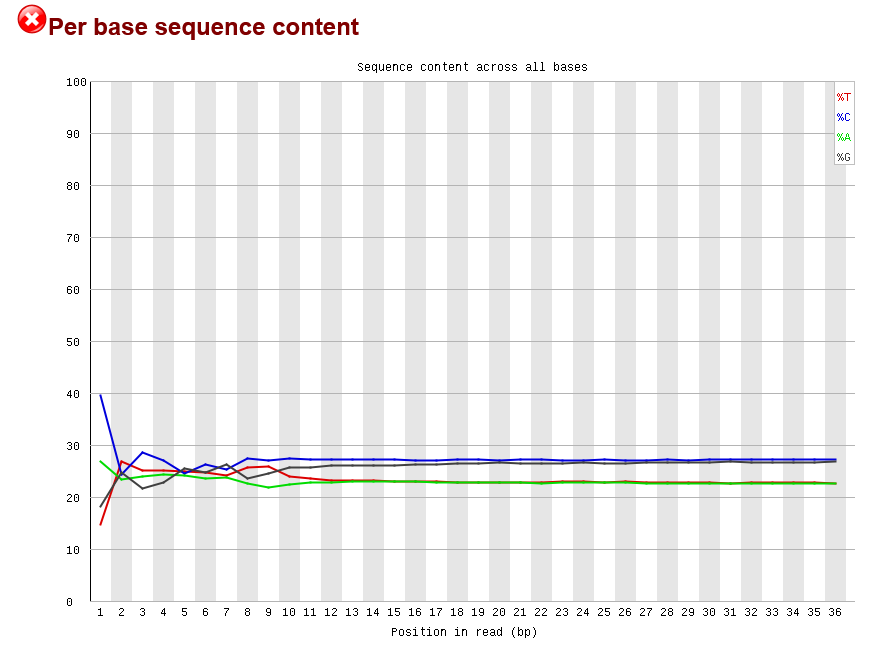 Per base sequence content
Sequence content across all bases
100
90
80
70
60
50
40
30
20
10
0
%T
%C
%A
%G
1 2 3 4 5 6 7 8 9 10 11 12 13 14 15 16 17 18 19 20 21 22 23 24 25 26 27 28 29 30 31 32 33 34 35 36
Position in read (bp)